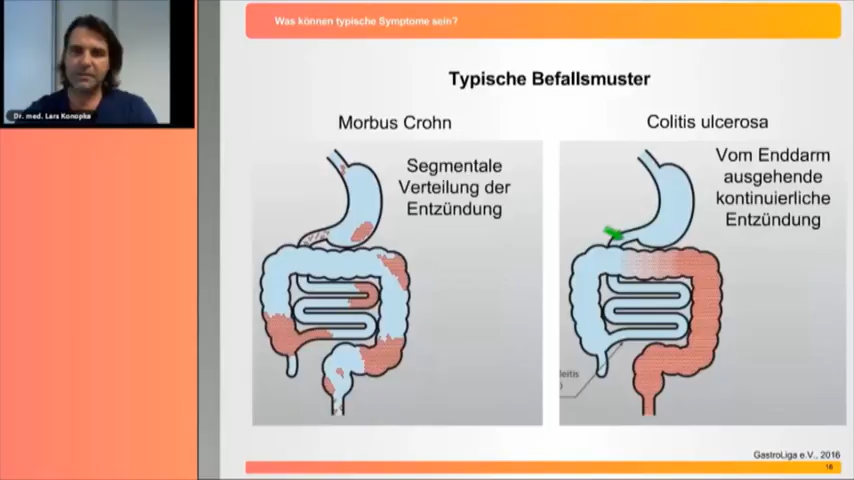 Was können typische Symptome sein?
Typische Befallsmuster
Dr. med. Lars Konopka
Morbus Crohn
Segmentale
Verteilung der
Entzündung
Colitis ulcerosa
Vom Enddarm
ausgehende
kontinuierliche
Entzündung
leitis
)
GastroLiga e.V., 2016
16